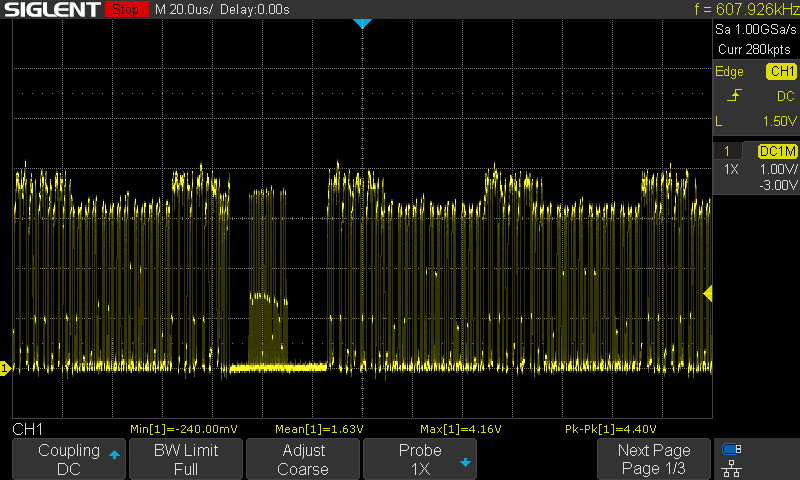 SIGLENT Stop M 20.0us/ Delay:0.00s f = 607.926kHz
Sa 1.00GSa/s
Curr 280kpts
Edge CH1
DC
L 1.50V
1 DC1M
1X 1.00V/
-3.00V
1
CH1 Min[1]=-240.00mV Mean[1]=1.63V Max[1]=4.16V Pk-Pk[1]=4.40V
Coupling BW Limit Adjust Probe Next Page
DC Full Coarse 1X Page 1/3